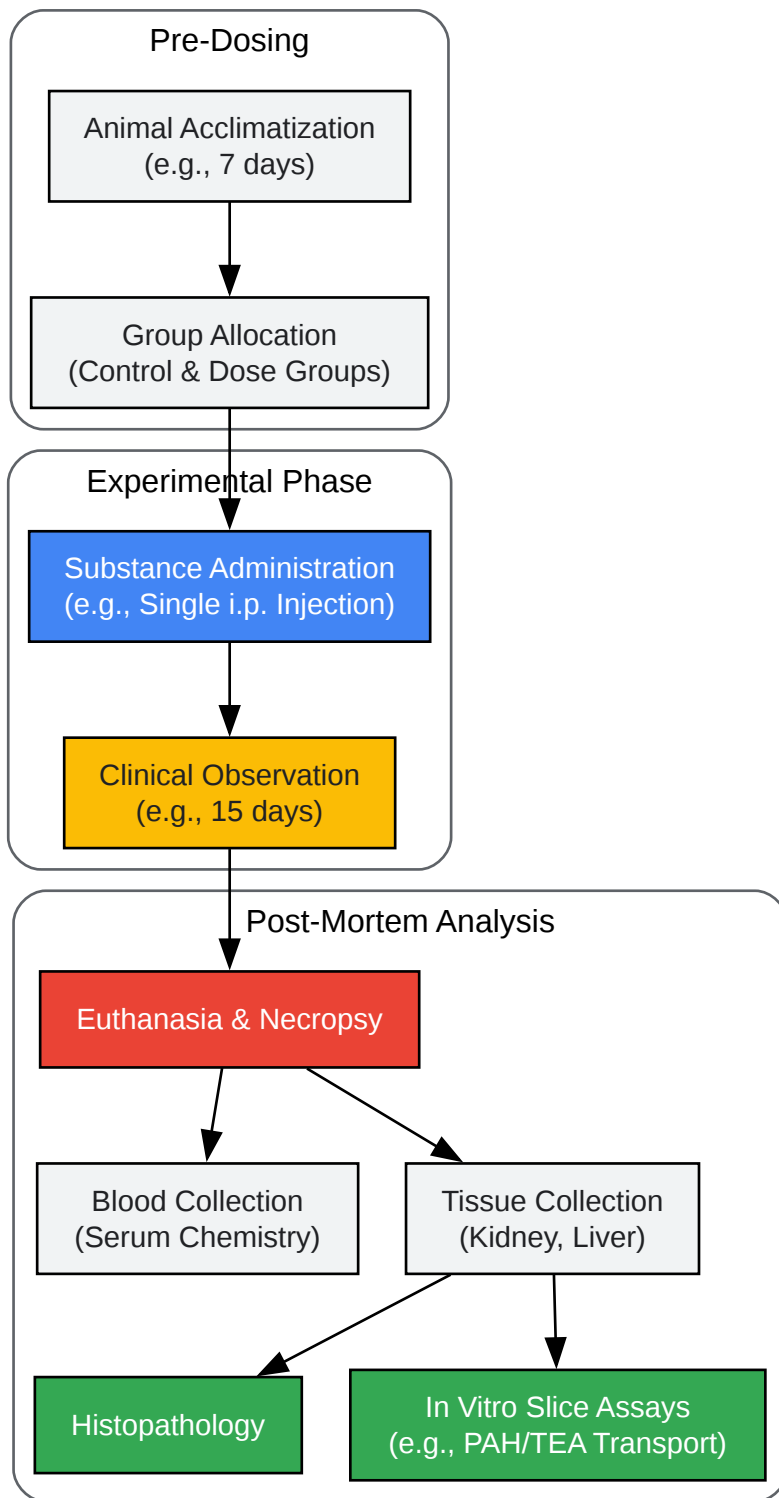 Pre-Dosing
Animal Acclimatization
(e.g., 7 days)
Group Allocation
(Control & Dose Groups)
Experimental Phase
Substance Administration
(e.g., Single i.p. Injection)
Clinical Observation
(e.g., 15 days)
Post-Mortem Analysis
Euthanasia & Necropsy
Blood Collection
(Serum Chemistry)
Tissue Collection
(Kidney, Liver)
Histopathology
In Vitro Slice Assays
(e.g., PAH/TEA Transport)